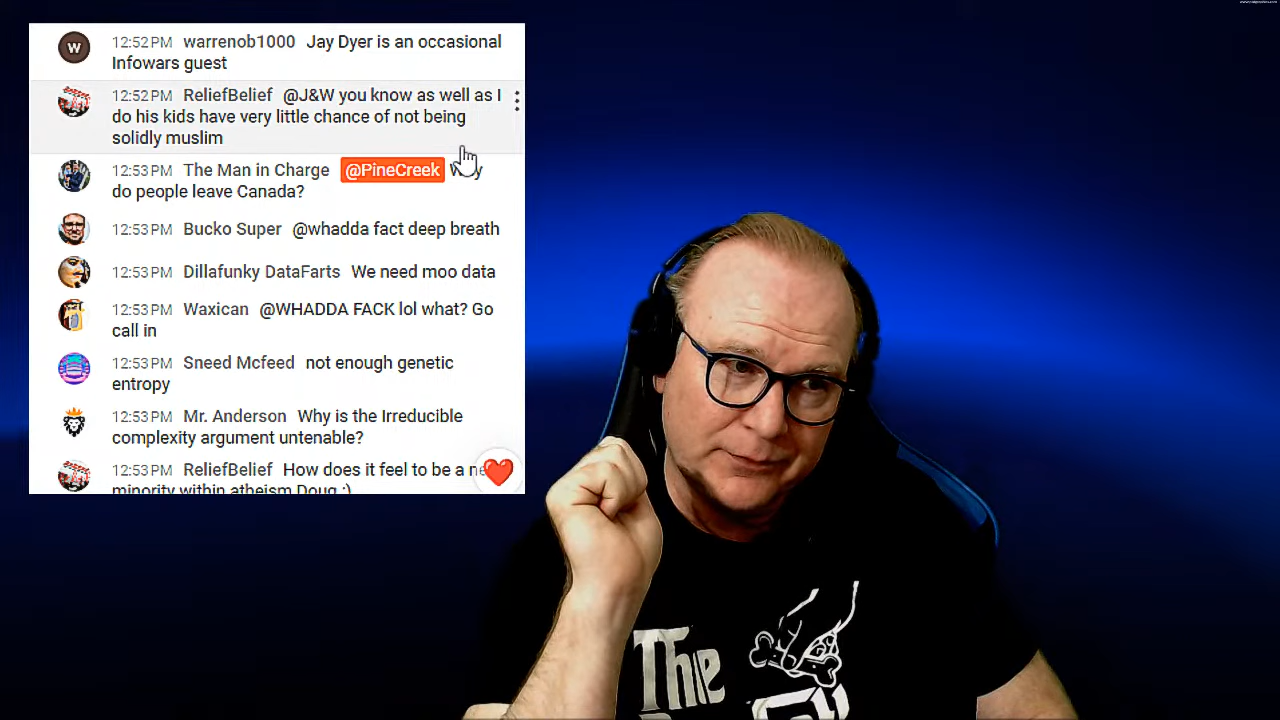 12:52 PM warrenob1000 Jay Dyer is an occasional
Infowars guest
12:52 PM ReliefBelief @J&W you know as well as I
do his kids have very little chance of not being
solidly muslim
12:53 PM The Man in Charge @PineCreek
do people leave Canada?
12:53 PM Bucko Super @whadda fact deep breath
12:53 PM Dillafunky DataFarts We need moo data
12:53 PM Waxican @WHADDA FACK lol what? Go
call in
12:53 PM Sneed Mcfeed not enough genetic
entropy
12:53 PM Mr. Anderson Why is the Irreducible
complexity argument untenable?
12:53 PM ReliefBelief How does it feel to be a
minority within atheism Doug :)
W
The